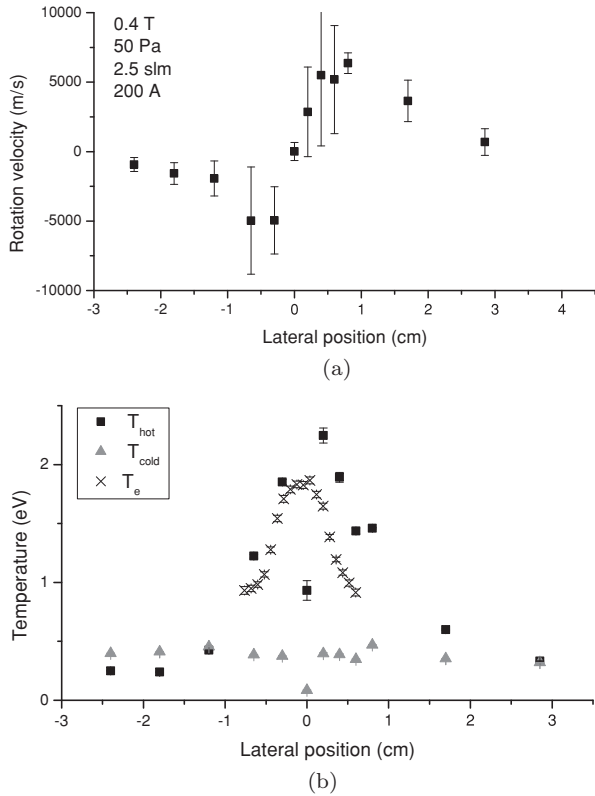 0.4 T
50 Pa
2.5 slm
200 A
Rotation velocity (m/s)
10000
5000
0
-5000
-10000
-3 -2 -1 0 1 2 3 4
Lateral position (cm)
(a)
T_hot
T_cold
T_e
Temperature (eV)
2
1
0
-3 -2 -1 0 1 2 3
Lateral position (cm)
(b)